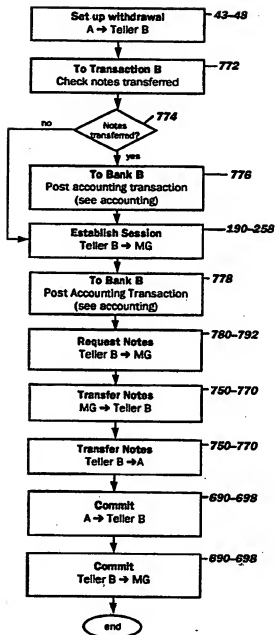 Set up withdrawal
A → Teller B
43–48
To Transaction B
Check notes transferred
772
Notes
transferred?
774
no
yes
To Bank B
Post accounting transaction
(see accounting)
776
Establish Session
Teller B → MG
190–258
To Bank B
Post Accounting Transaction
(see accounting)
778
Request Notes
Teller B → MG
780–792
Transfer Notes
MG → Teller B
750–770
Transfer Notes
Teller B →A
750–770
Commit
A → Teller B
690–698
Commit
Teller B → MG
690–698
end